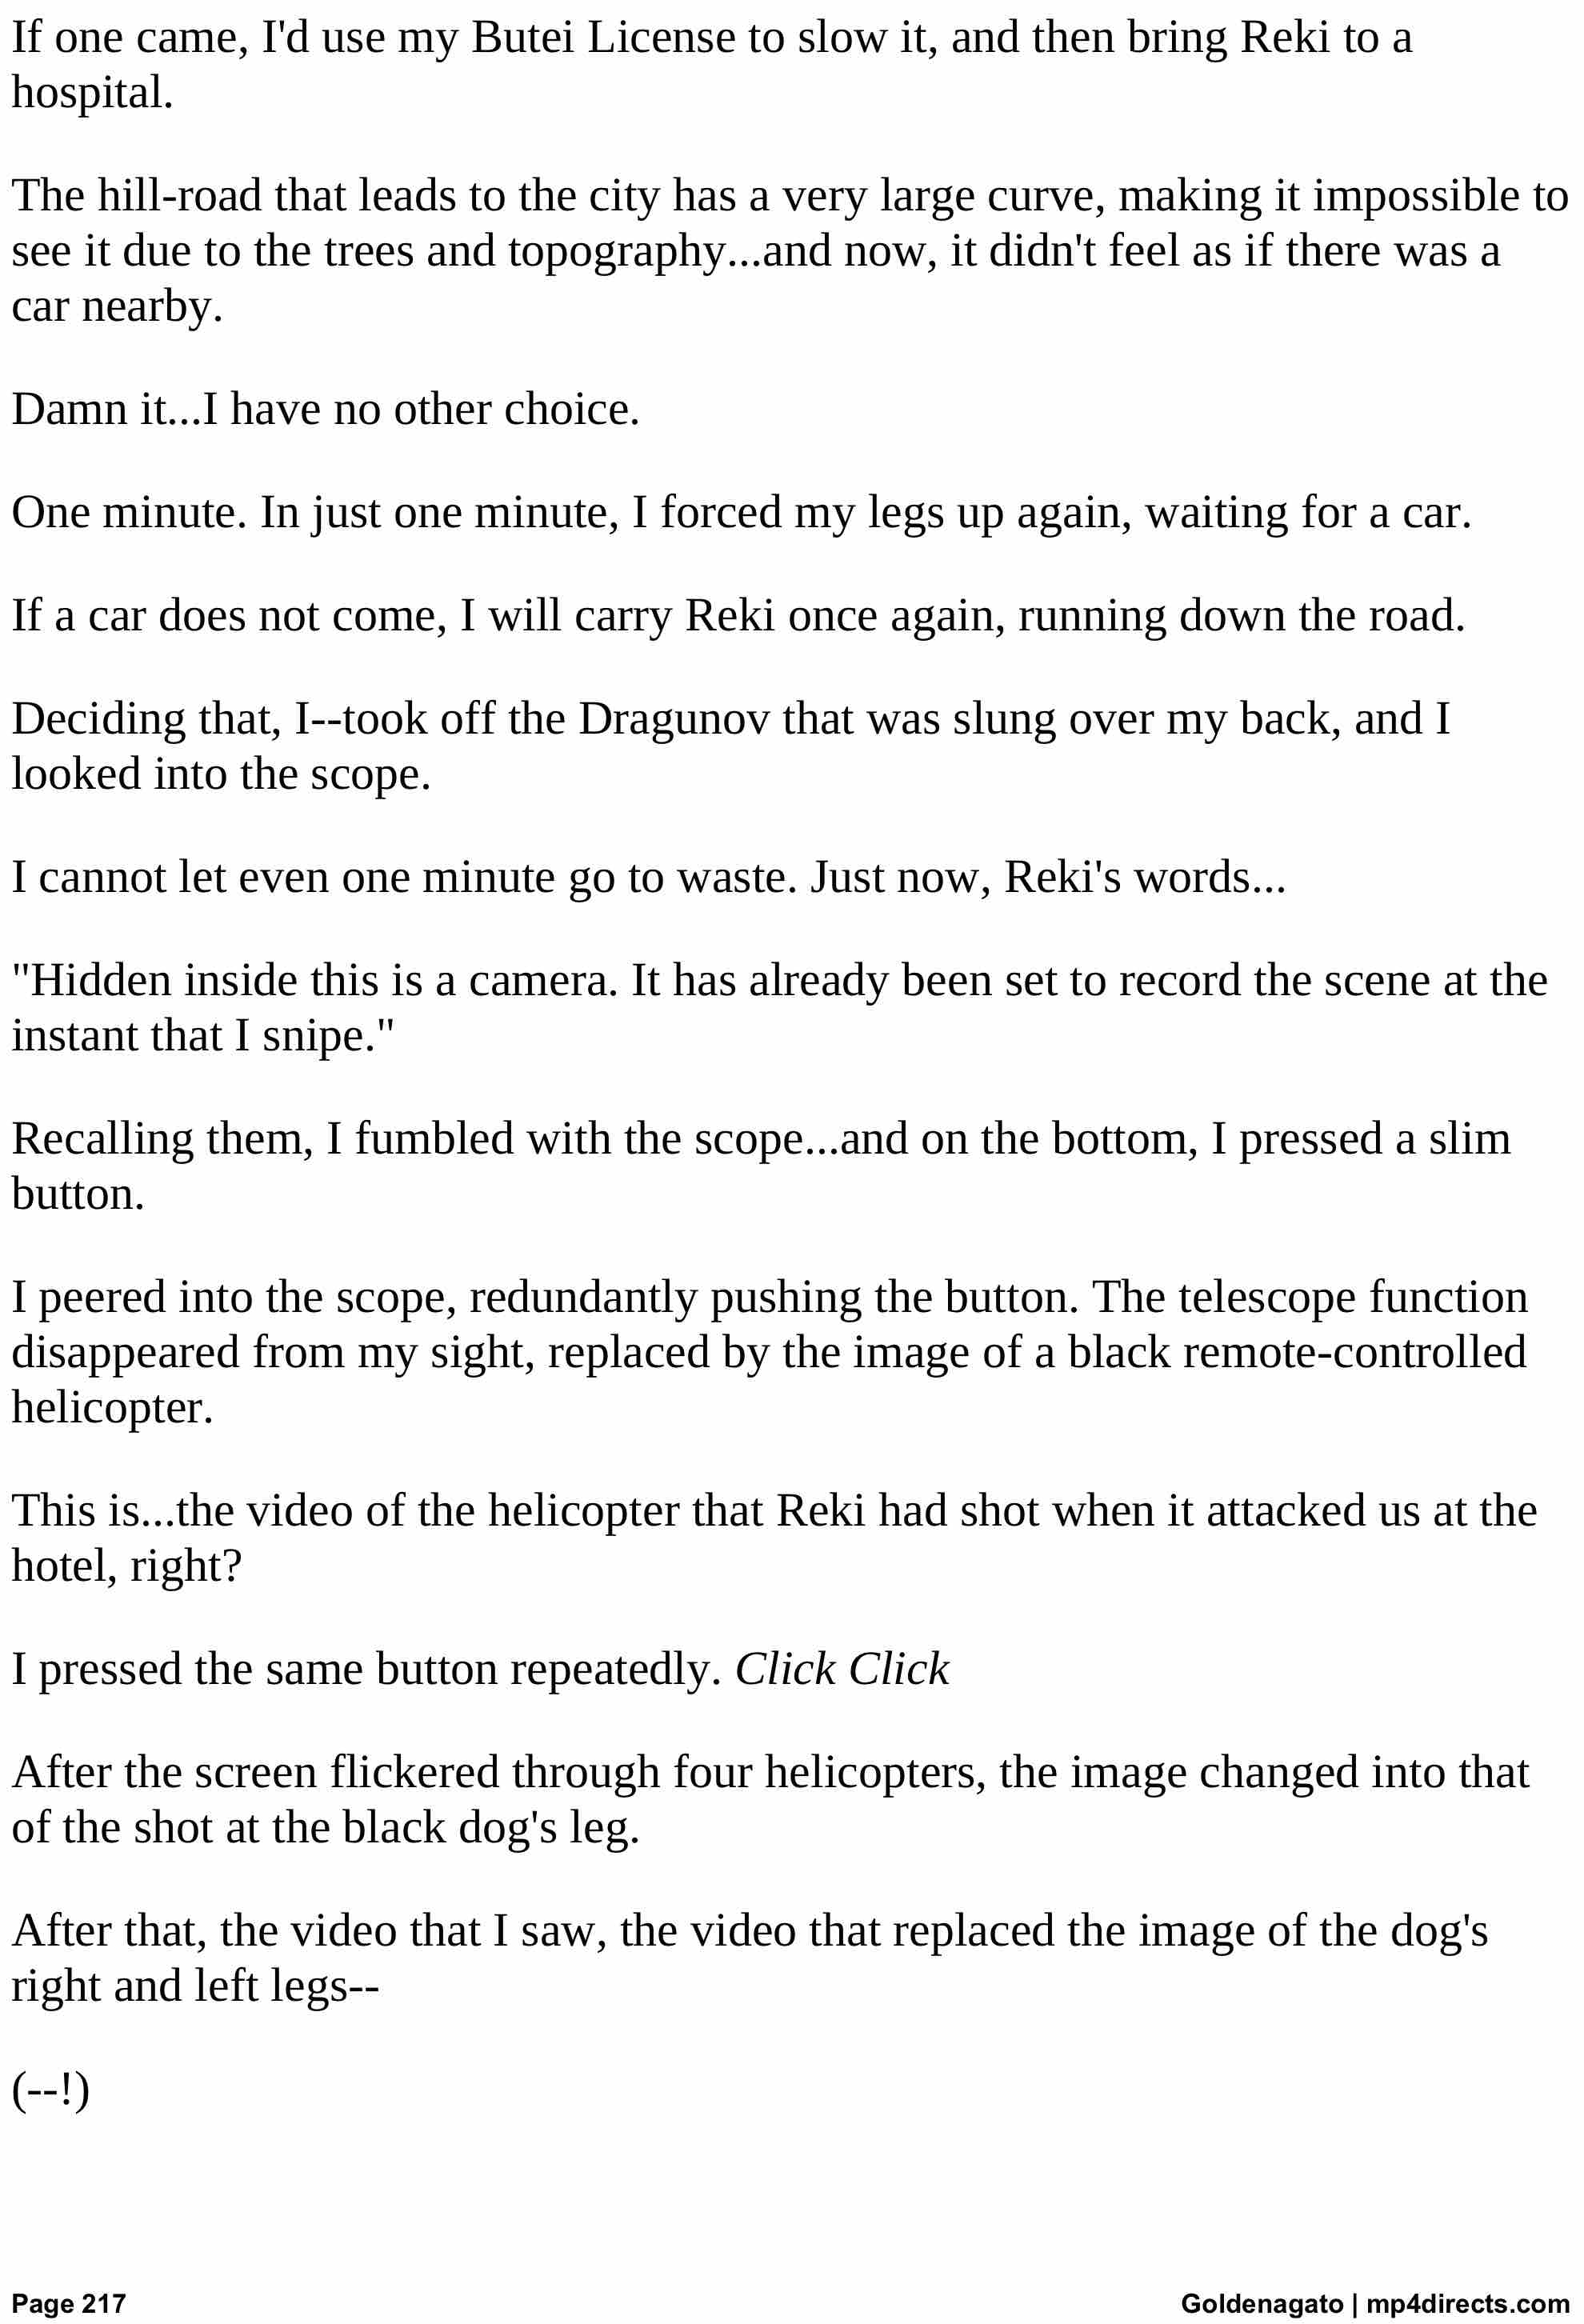 If one came, I'd use my Butei License to slow it, and then bring Reki to a
hospital.
The hill-road that leads to the city has a very large curve, making it impossible to
see it due to the trees and topography...and now, it didn't feel as if there was a
car nearby.
Damn it...I have no other choice.
One minute. In just one minute, I forced my legs up again, waiting for a car.
If a car does not come, I will carry Reki once again, running down the road.
Deciding that, I--took off the Dragunov that was slung over my back, and I
looked into the scope.
I cannot let even one minute go to waste. Just now, Reki's words...
"Hidden inside this is a camera. It has already been set to record the scene at the
instant that I snipe."
Recalling them, I fumbled with the scope...and on the bottom, I pressed a slim
button.
I peered into the scope, redundantly pushing the button. The telescope function
disappeared from my sight, replaced by the image of a black remote-controlled
helicopter.
This is...the video of the helicopter that Reki had shot when it attacked us at the
hotel, right?
I pressed the same button repeatedly. Click Click
After the screen flickered through four helicopters, the image changed into that
of the shot at the black dog's leg.
After that, the video that I saw, the video that replaced the image of the dog's
right and left legs--
(--!)
Page 217
Goldenagato | mp4directs.com